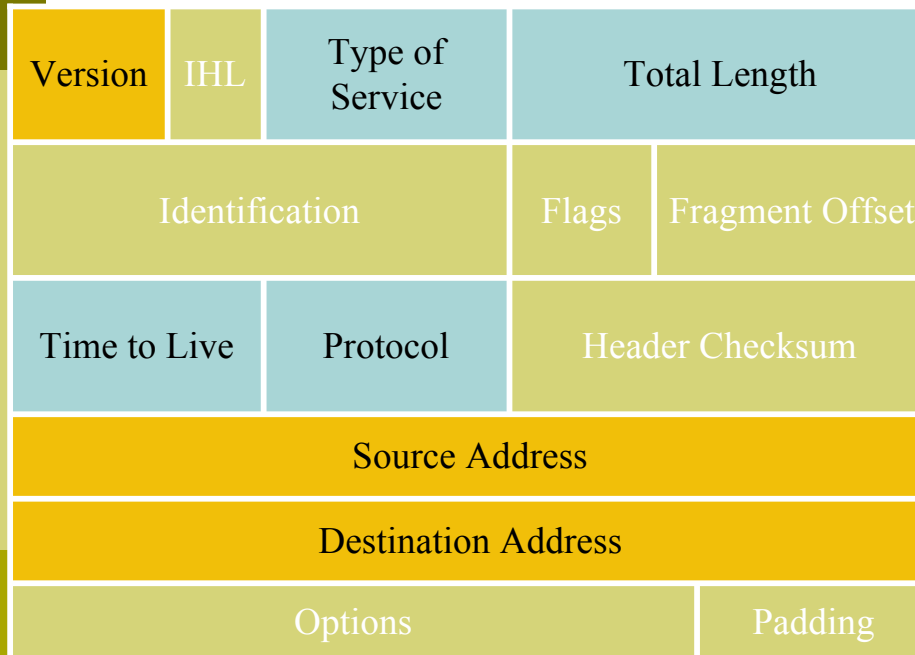 Version IHL Type of Service Total Length
Identification Flags Fragment Offset
Time to Live Protocol Header Checksum
Source Address
Destination Address
Options Padding